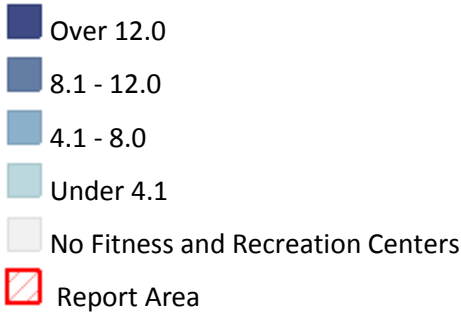 Over 12.0
8.1 - 12.0
4.1 - 8.0
Under 4.1
No Fitness and Recreation Centers
Report Area